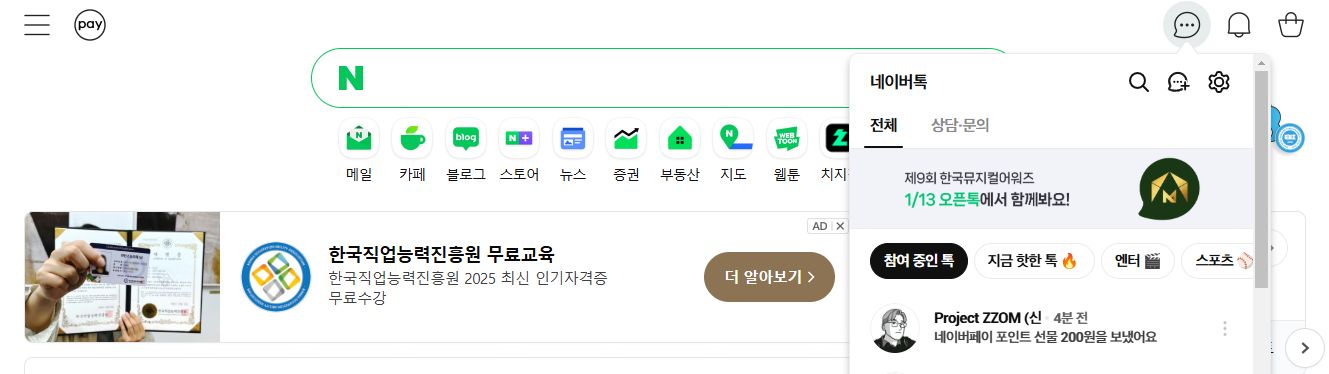 pay
N
메일
카페
블로그
스토어
뉴스
증권
부동산
지도
웹툰
blog
N+
N
WEB
TOON
AD
한국직업능력진흥원 무료교육
한국직업능력진흥원 2025 최신 인기자격증
무료수강
더 알아보기
네이버톡
전체
상담·문의
제9회 한국뮤지컬어워즈
1/13 오픈톡에서 함께봐요!
참여 중인 톡
지금 핫한 톡 🔥
엔터 🎬
스포츠 ⚾
Project ZZOM (신
4분 전
네이버페이 포인트 선물 200원을 보냈어요